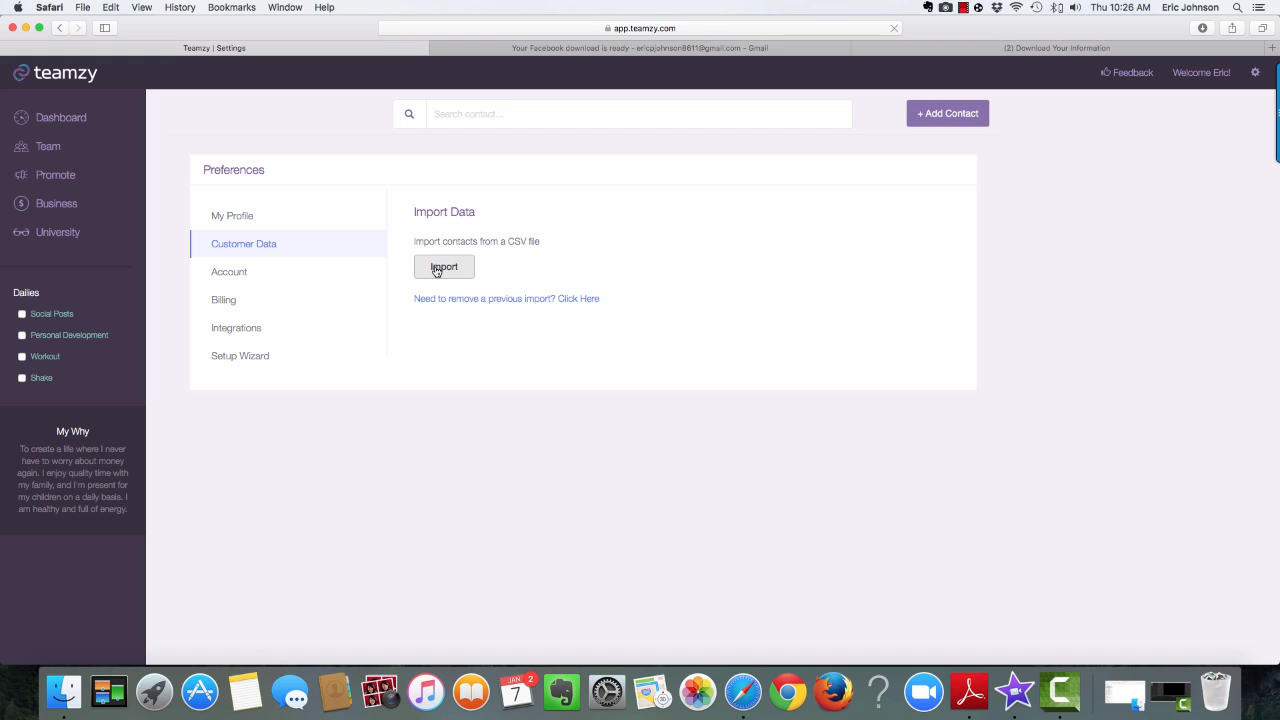 Safari File Edit View History Bookmarks Window Help Thu 10:26 AM Eric Johnson
app.teamzy.com
Teamzy | Settings Your Facebook download is ready - ericpjohnson8611@gmail.com - Gmail (2) Download Your Information
teamzy Feedback Welcome Eric!
Search contact... + Add Contact
Dashboard
Team
Promote
Business
University
Dailies
Social Posts
Personal Development
Workout
Shake
My Why
To create a life where I never
have to worry about money
again. I enjoy quality time with
my family, and I'm present for
my children on a daily basis. I
am healthy and full of energy.
Preferences
My Profile
Customer Data
Account
Billing
Integrations
Setup Wizard
Import Data
Import contacts from a CSV file
Import
Need to remove a previous import? Click Here
JAN
7
2